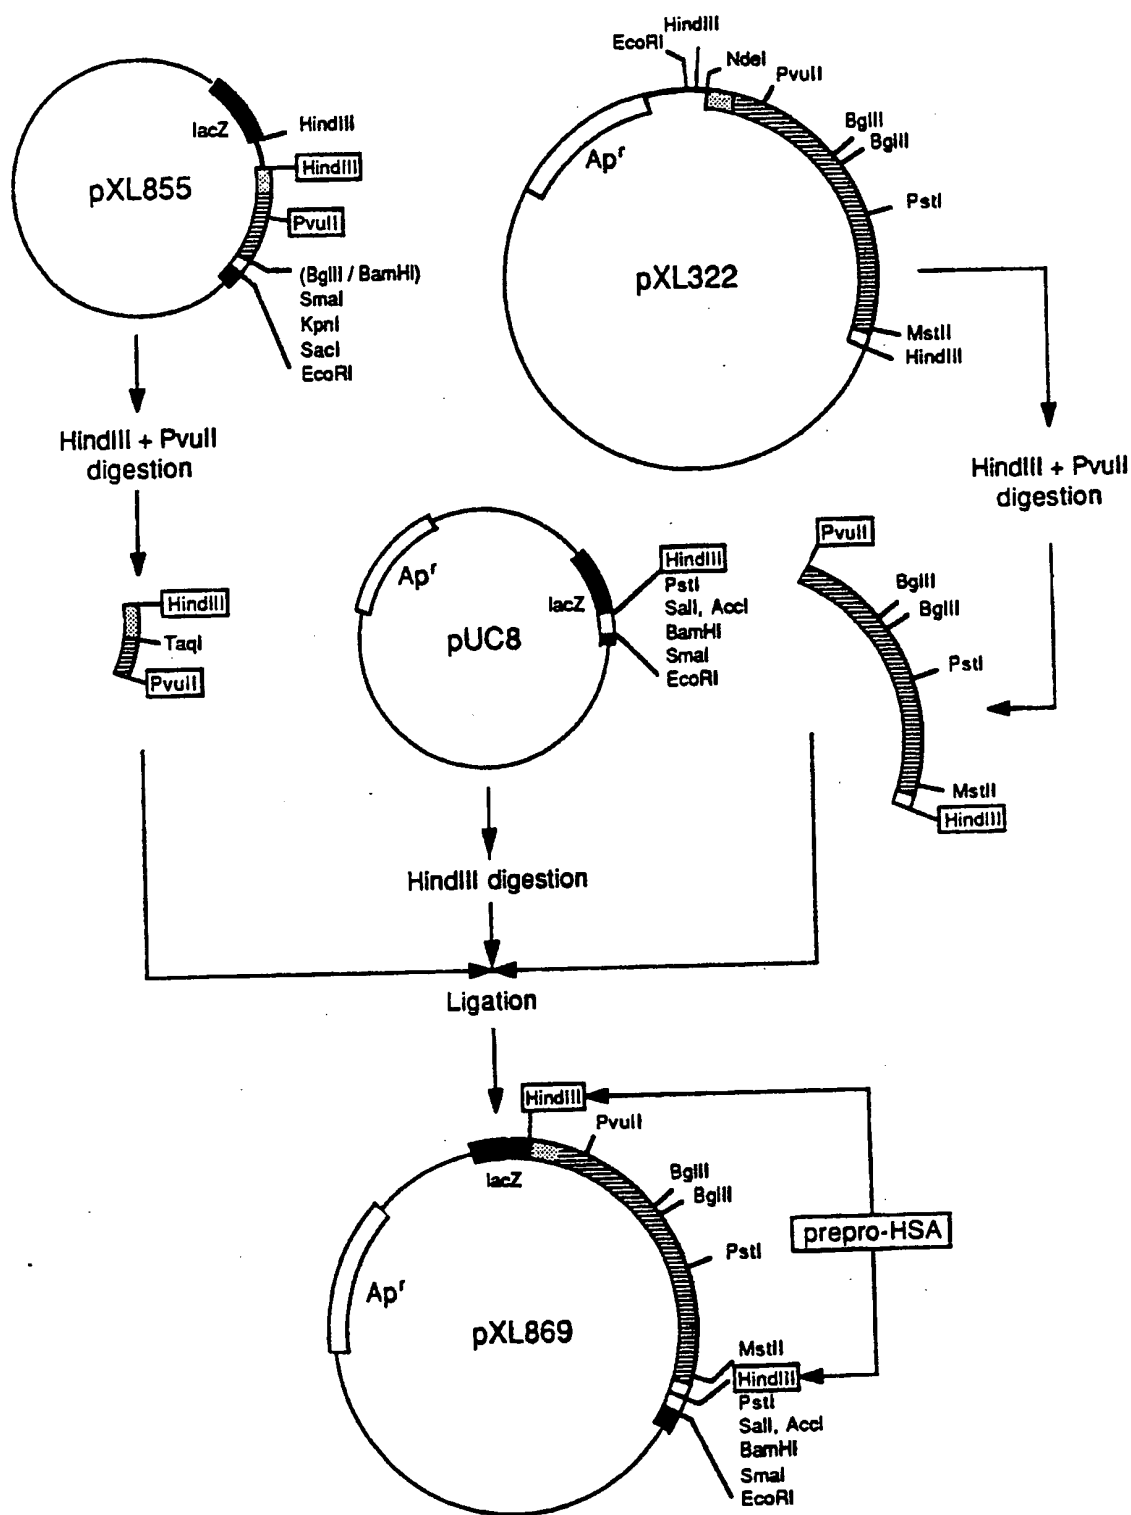 lacZ
HindIII
HindIII
pXL855
PvuII
(BglII / BamHI)
SmaI
KpnI
SacI
EcoRI
HindIII + PvuII
digestion
HindIII
TaqI
PvuII
HindIII
EcoRI
NdeI
PvuII
BglII
BglII
Apr
PstI
pXL322
MstII
HindIII
HindIII + PvuII
digestion
PvuII
BglII
BglII
PstI
MstII
HindIII
Apr
lacZ
pUC8
HindIII
PstI
SalI, AccI
BamHI
SmaI
EcoRI
HindIII digestion
Ligation
HindIII
PvuII
lacZ
BglII
BglII
PstI
prepro-HSA
Apr
pXL869
MstII
HindIII
PstI
SalI, AccI
BamHI
SmaI
EcoRI